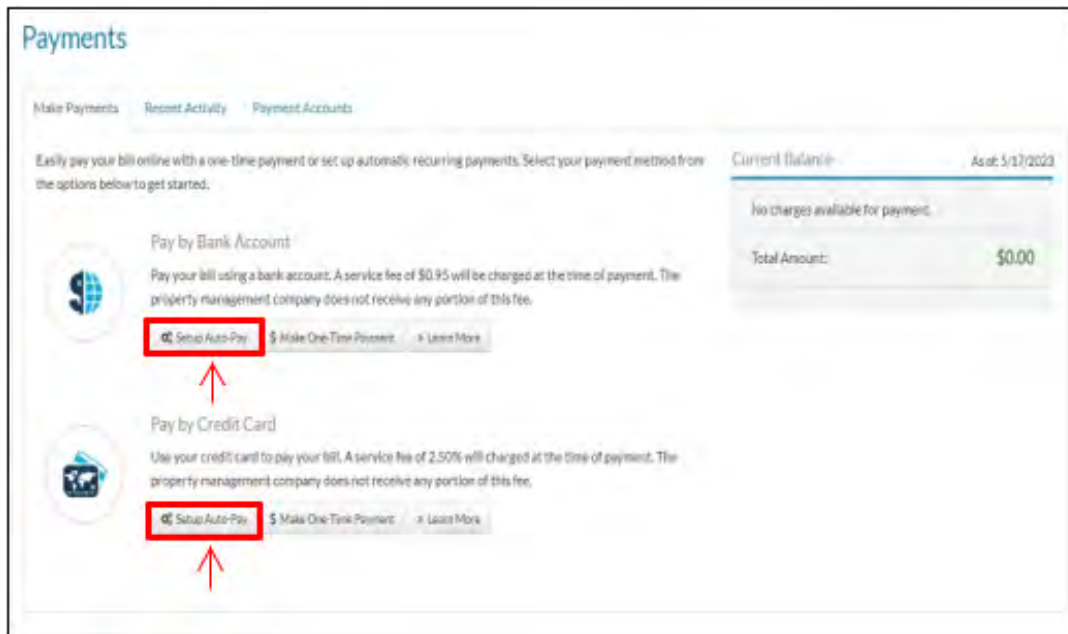 Payments
Make Payments Recent Activity Payment Accounts
Easily pay your bill online with a one-time payment or set up automatic recurring payments. Select your payment method from
the options below to get started.
Current Balance As of: 5/17/2023
No charges available for payment.
Total Amount: $0.00
Pay by Bank Account
Pay your bill using a bank account. A service fee of $0.95 will be charged at the time of payment. The
property management company does not receive any portion of this fee.
Setup Auto-Pay $ Make One-Time Payment » Learn More
Pay by Credit Card
Use your credit card to pay your bill. A service fee of 2.50% will charged at the time of payment. The
property management company does not receive any portion of this fee.
Setup Auto-Pay $ Make One-Time Payment » Learn More